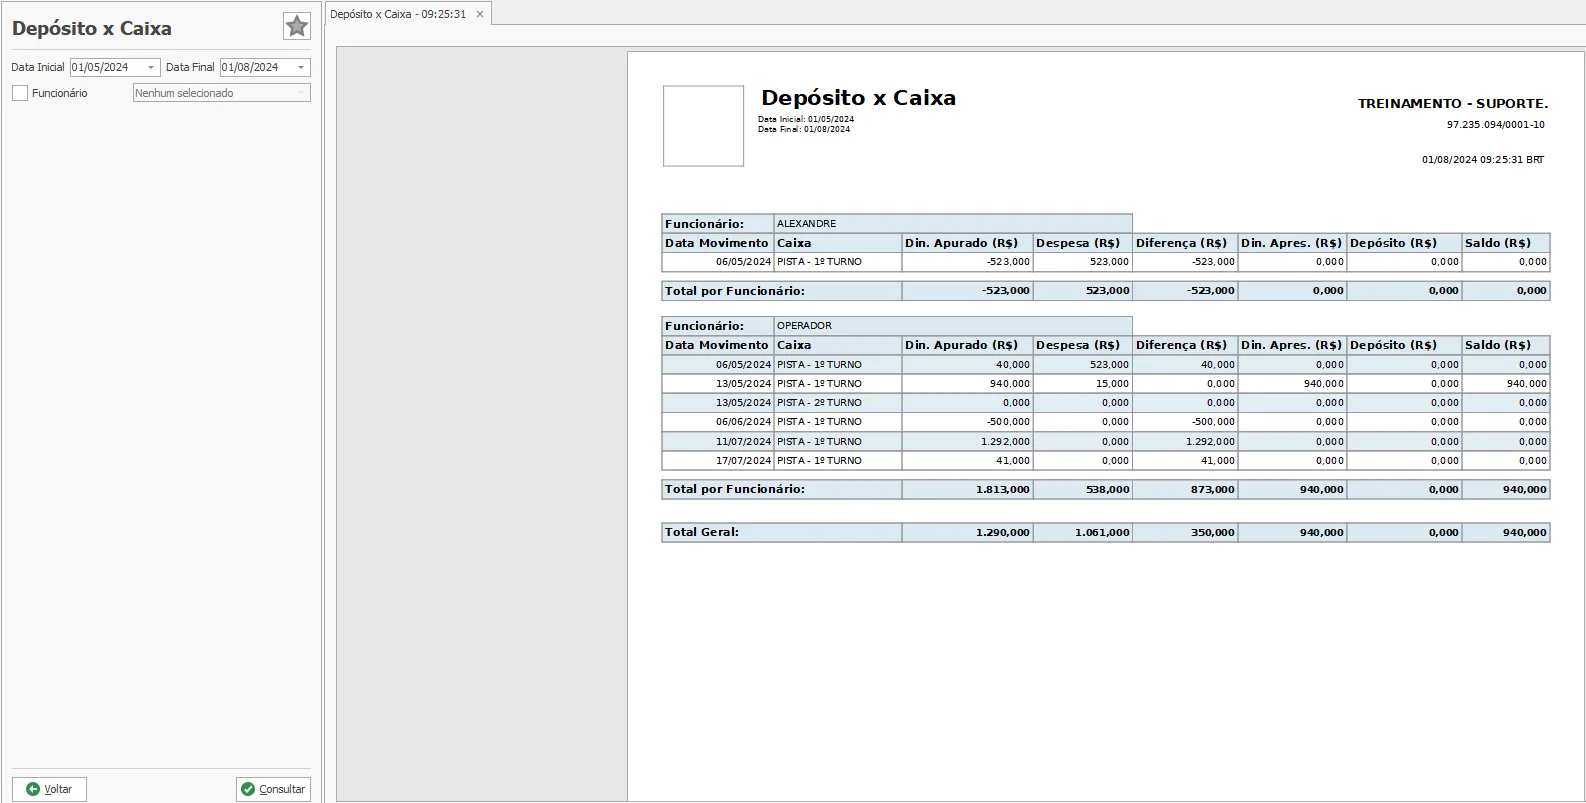 Depósito x Caixa
Data Inicial 01/05/2024 Data Final 01/08/2024
Funcionário Nenhum selecionado
Voltar Consultar
Depósito x Caixa - 09:25:31 ×
Depósito x Caixa
Data Inicial: 01/05/2024
Data Final: 01/08/2024
TREINAMENTO - SUPORTE.
97.235.094/0001-10
01/08/2024 09:25:31 BRT
Funcionário: ALEXANDRE
Data Movimento Caixa Din. Apurado (R$) Despesa (R$) Diferença (R$) Din. Apres. (R$) Depósito (R$) Saldo (R$)
06/05/2024 PISTA - 1º TURNO -523,000 523,000 -523,000 0,000 0,000 0,000
Total por Funcionário: -523,000 523,000 -523,000 0,000 0,000 0,000
Funcionário: OPERADOR
Data Movimento Caixa Din. Apurado (R$) Despesa (R$) Diferença (R$) Din. Apres. (R$) Depósito (R$) Saldo (R$)
06/05/2024 PISTA - 1º TURNO 40,000 523,000 40,000 0,000 0,000 0,000
13/05/2024 PISTA - 1º TURNO 940,000 15,000 0,000 940,000 0,000 940,000
13/05/2024 PISTA - 2º TURNO 0,000 0,000 0,000 0,000 0,000 0,000
06/06/2024 PISTA - 1º TURNO -500,000 0,000 -500,000 0,000 0,000 0,000
11/07/2024 PISTA - 1º TURNO 1.292,000 0,000 1.292,000 0,000 0,000 0,000
17/07/2024 PISTA - 1º TURNO 41,000 0,000 41,000 0,000 0,000 0,000
Total por Funcionário: 1.813,000 538,000 873,000 940,000 0,000 940,000
Total Geral: 1.290,000 1.061,000 350,000 940,000 0,000 940,000